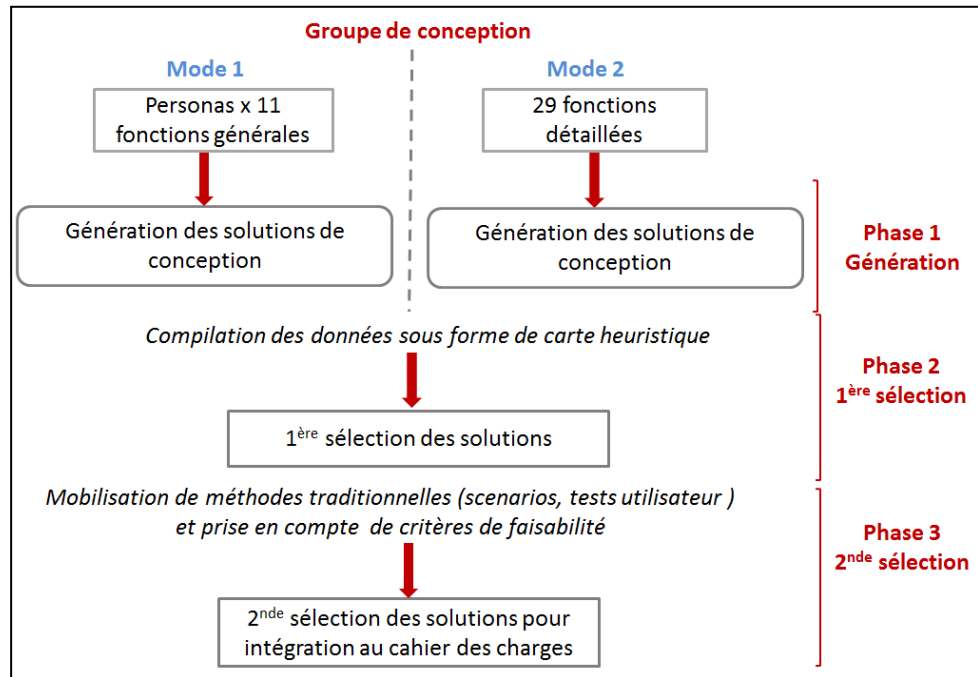 Groupe de conception
Mode 1
Mode 2
Personas x 11
fonctions générales
29 fonctions
détaillées
Génération des solutions de
conception
Génération des solutions de
conception
Phase 1
Génération
Compilation des données sous forme de carte heuristique
Phase 2
1ère sélection
1ère sélection des solutions
Mobilisation de méthodes traditionnelles (scenarios, tests utilisateur )
et prise en compte de critères de faisabilité
Phase 3
2nde sélection
2nde sélection des solutions pour
intégration au cahier des charges